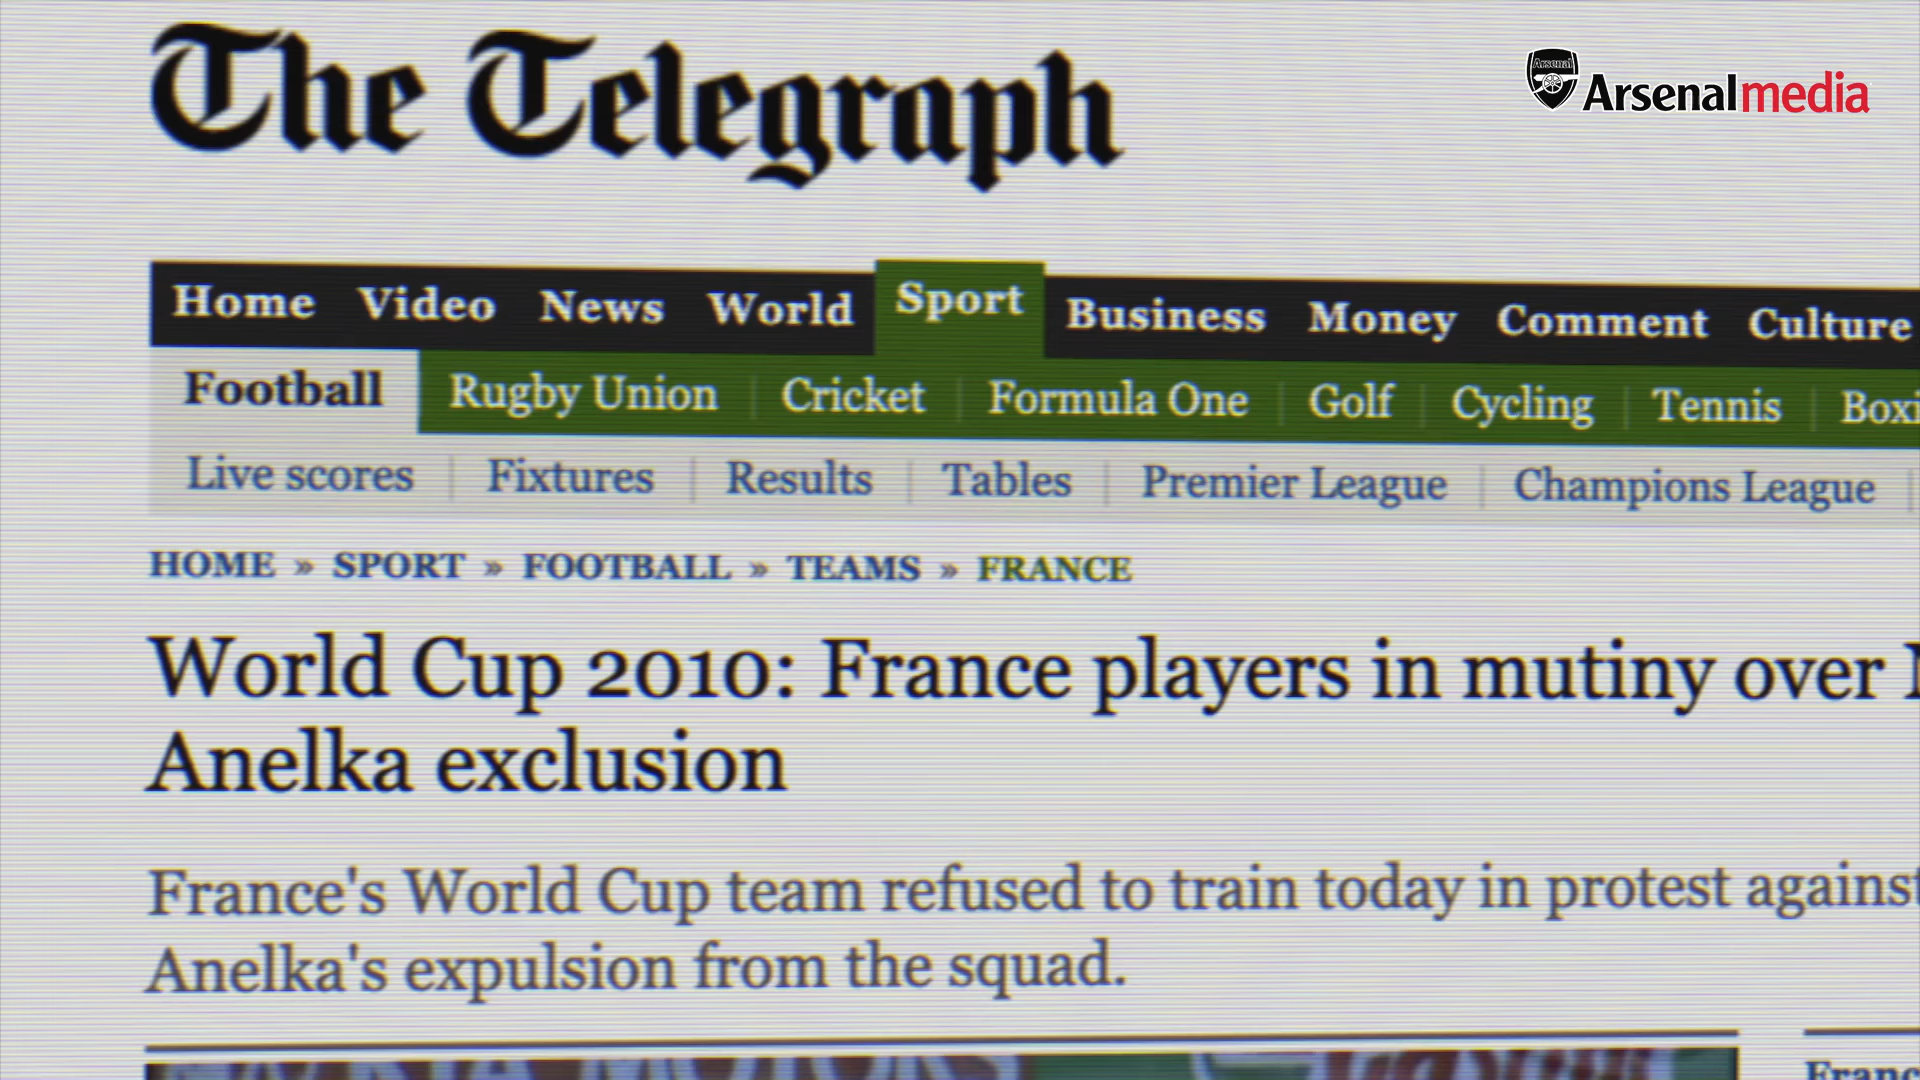 The Telegraph
Arsenal
Arsenalmedia
Home Video News World Sport Business Money Comment Culture
Football Rugby Union Cricket Formula One Golf Cycling Tennis
Live scores Fixtures Results Tables Premier League Champions League
HOME » SPORT » FOOTBALL » TEAMS » FRANCE
World Cup 2010: France players in mutiny over
Anelka exclusion
France's World Cup team refused to train today in protest against
Anelka's expulsion from the squad.
MOTORS